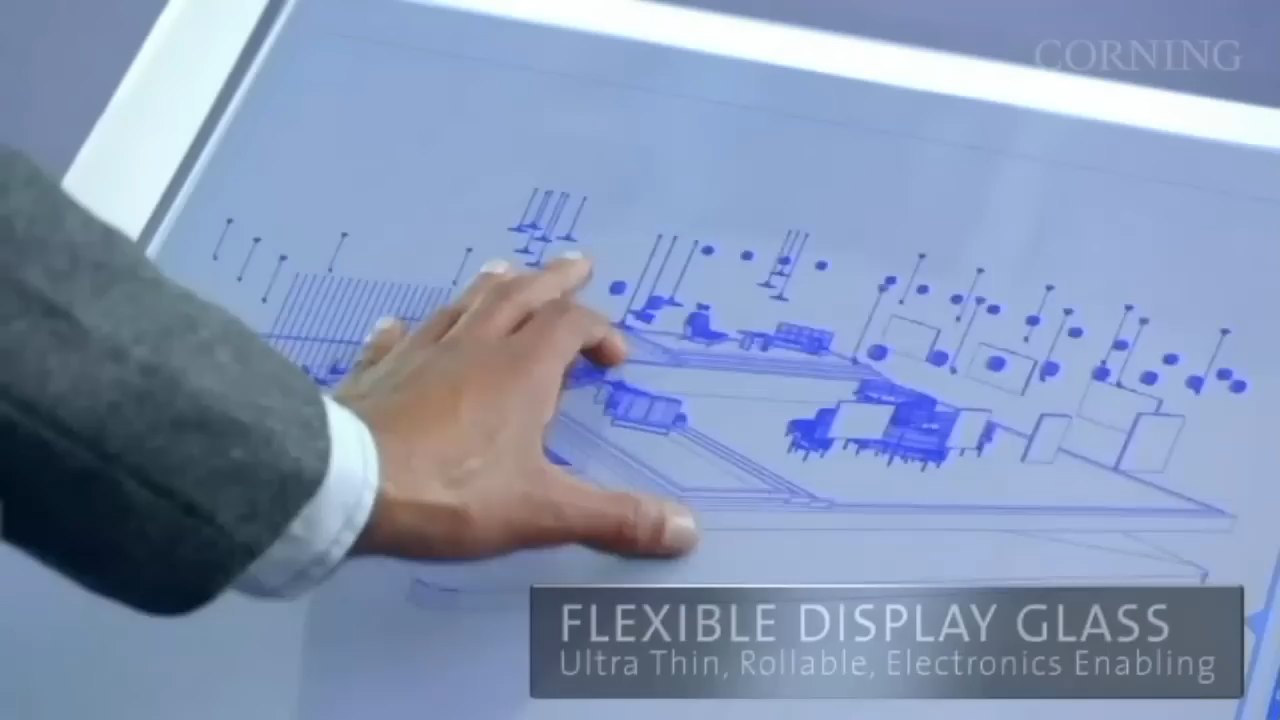 CORNING
FLEXIBLE DISPLAY GLASS
Ultra Thin, Rollable, Electronics Enabling